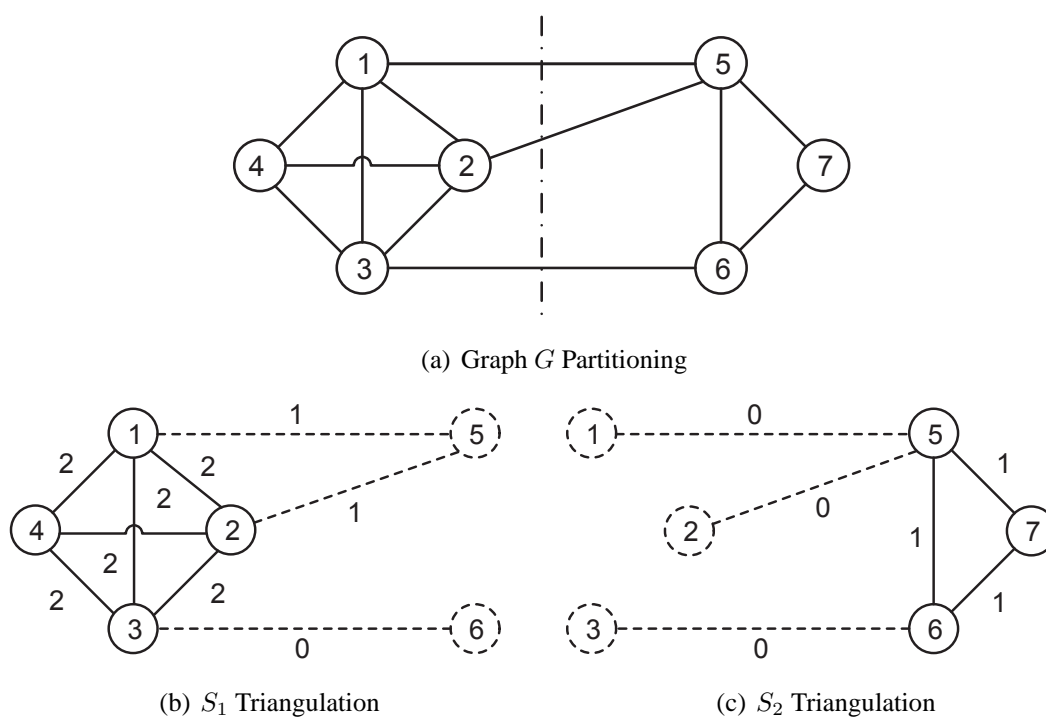 1 5
4 2 7
3 6
(a) Graph G Partitioning
1 1 5
2 2
2 1
4 2
2
2 2
3 0 6
(b) S1 Triangulation
1 0 5
1
0
2 7
1
1
3 0 6
(c) S2 Triangulation